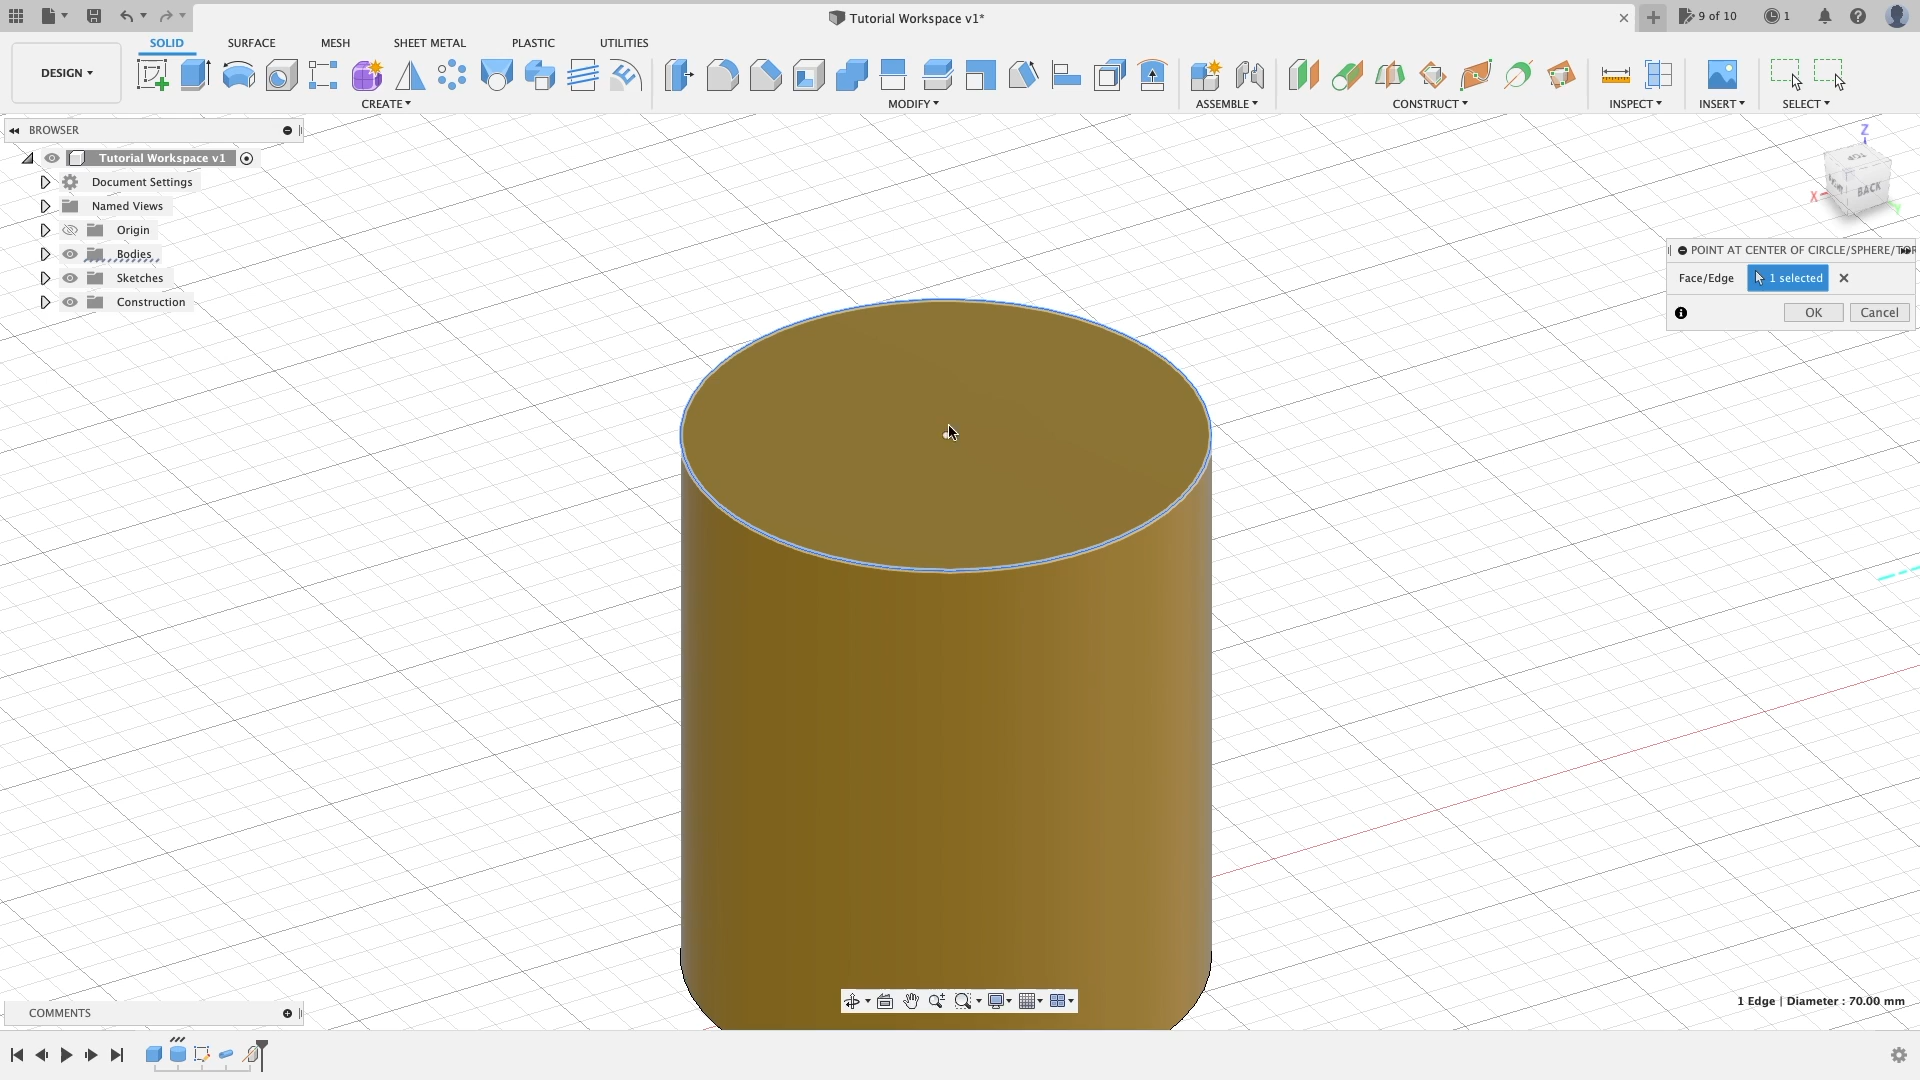 Tutorial Workspace v1*
9 of 10
1
SOLID
SURFACE
MESH
SHEET METAL
PLASTIC
UTILITIES
DESIGN
CREATE
MODIFY
ASSEMBLE
CONSTRUCT
INSPECT
INSERT
SELECT
BROWSER
Tutorial Workspace v1
Document Settings
Named Views
Origin
Bodies
Sketches
Construction
Z
TOP
BACK
X
POINT AT CENTER OF CIRCLE/SPHERE/TOR
Face/Edge
1 selected
OK
Cancel
1 Edge | Diameter : 70.00 mm
COMMENTS